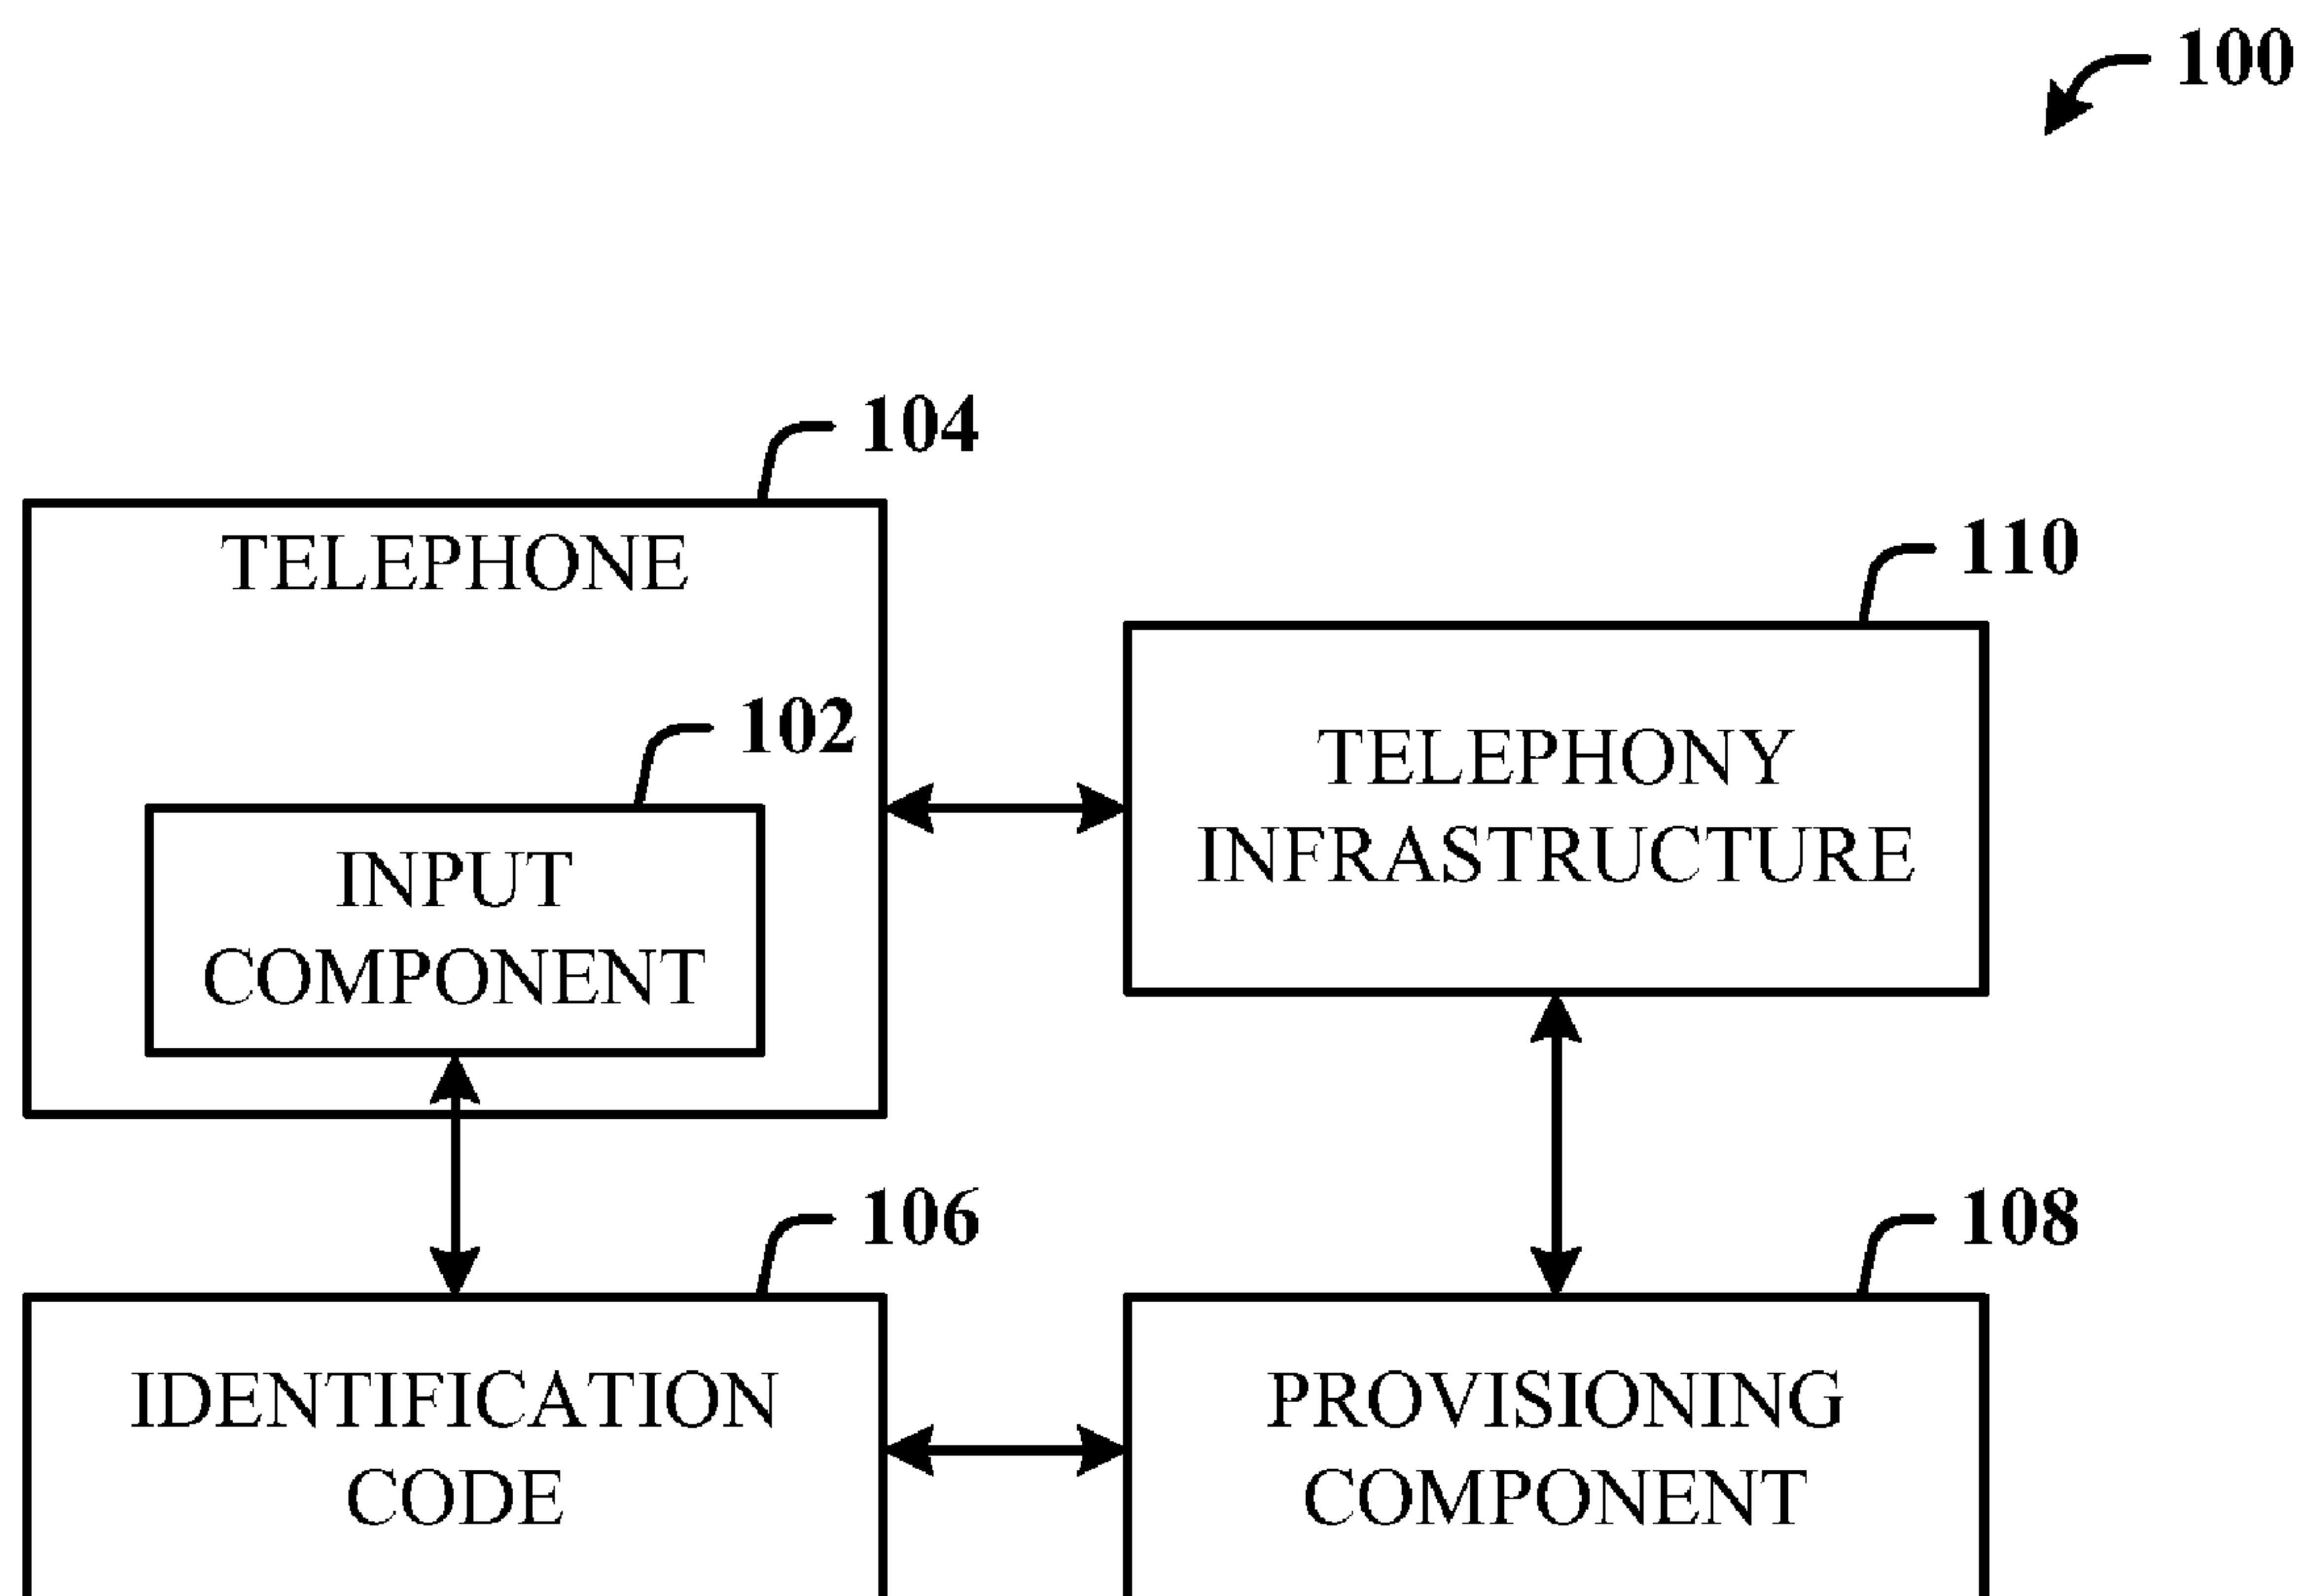 100
104
TELEPHONE
110
102
TELEPHONY
INFRASTRUCTURE
INPUT
COMPONENT
106
108
IDENTIFICATION
CODE
PROVISIONING
COMPONENT